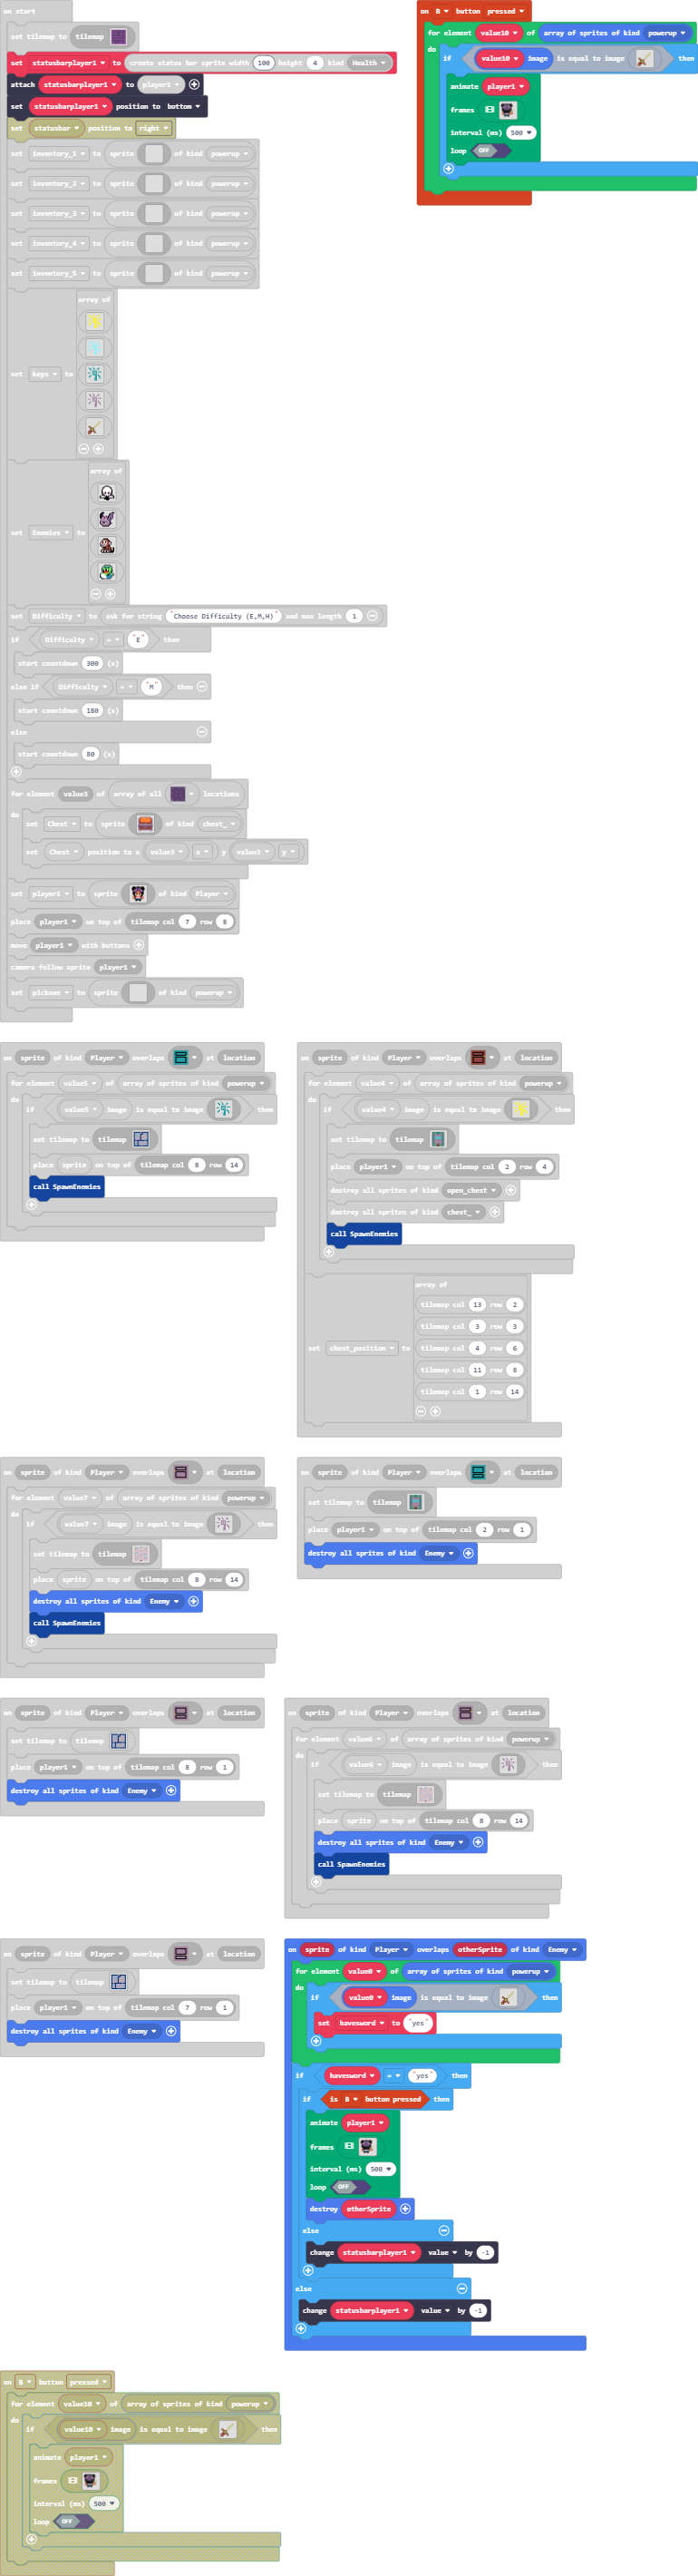 on start
set tilemap to tilemap
set statusbarplayer1 to create status bar sprite width 100 height 4 kind Health
attach statusbarplayer1 to player1
set statusbarplayer1 position to bottom
set statusbar position to right
set inventory_1 to sprite of kind powerup
set inventory_2 to sprite of kind powerup
set inventory_3 to sprite of kind powerup
set inventory_4 to sprite of kind powerup
set inventory_5 to sprite of kind powerup
array of
set keys to
array of
set Enemies to
set Difficulty to ask for string "Choose Difficulty (E,M,H)" and max length 1
if Difficulty = "E" then
start countdown 300 (s)
else if Difficulty = "M" then
start countdown 180 (s)
else
start countdown 80 (s)
for element value3 of array of all locations
do
set Chest to sprite of kind chest_
set Chest position to x value3 x y value3 y
set player1 to sprite of kind Player
place player1 on top of tilemap col 7 row 8
move player1 with buttons
camera follow sprite player1
set pickaxe to sprite of kind powerup
on B button pressed
for element value10 of array of sprites of kind powerup
do
if value10 image is equal to image then
animate player1
frames
interval (ms) 500
loop OFF
on sprite of kind Player overlaps at location
for element value5 of array of sprites of kind powerup
do
if value5 image is equal to image then
set tilemap to tilemap
place sprite on top of tilemap col 8 row 14
call SpawnEnemies
on sprite of kind Player overlaps at location
for element value4 of array of sprites of kind powerup
do
if value4 image is equal to image then
set tilemap to tilemap
place player1 on top of tilemap col 2 row 4
destroy all sprites of kind open_chest
destroy all sprites of kind chest_
call SpawnEnemies
array of
tilemap col 13 row 2
tilemap col 3 row 3
set chest_position to tilemap col 4 row 6
tilemap col 11 row 8
tilemap col 1 row 14
on sprite of kind Player overlaps at location
for element value7 of array of sprites of kind powerup
do
if value7 image is equal to image then
set tilemap to tilemap
place sprite on top of tilemap col 8 row 14
destroy all sprites of kind Enemy
call SpawnEnemies
on sprite of kind Player overlaps at location
set tilemap to tilemap
place player1 on top of tilemap col 2 row 1
destroy all sprites of kind Enemy
on sprite of kind Player overlaps at location
set tilemap to tilemap
place player1 on top of tilemap col 8 row 1
destroy all sprites of kind Enemy
on sprite of kind Player overlaps at location
for element value6 of array of sprites of kind powerup
do
if value6 image is equal to image then
set tilemap to tilemap
place sprite on top of tilemap col 8 row 14
destroy all sprites of kind Enemy
call SpawnEnemies
on sprite of kind Player overlaps at location
set tilemap to tilemap
place player1 on top of tilemap col 7 row 1
destroy all sprites of kind Enemy
on sprite of kind Player overlaps otherSprite of kind Enemy
for element value8 of array of sprites of kind powerup
do
if value8 image is equal to image then
set havesword to "yes"
if havesword = "yes" then
if is B button pressed then
animate player1
frames
interval (ms) 500
loop OFF
destroy otherSprite
else
change statusbarplayer1 value by -1
else
change statusbarplayer1 value by -1
on B button pressed
for element value10 of array of sprites of kind powerup
do
if value10 image is equal to image then
animate player1
frames
interval (ms) 500
loop OFF